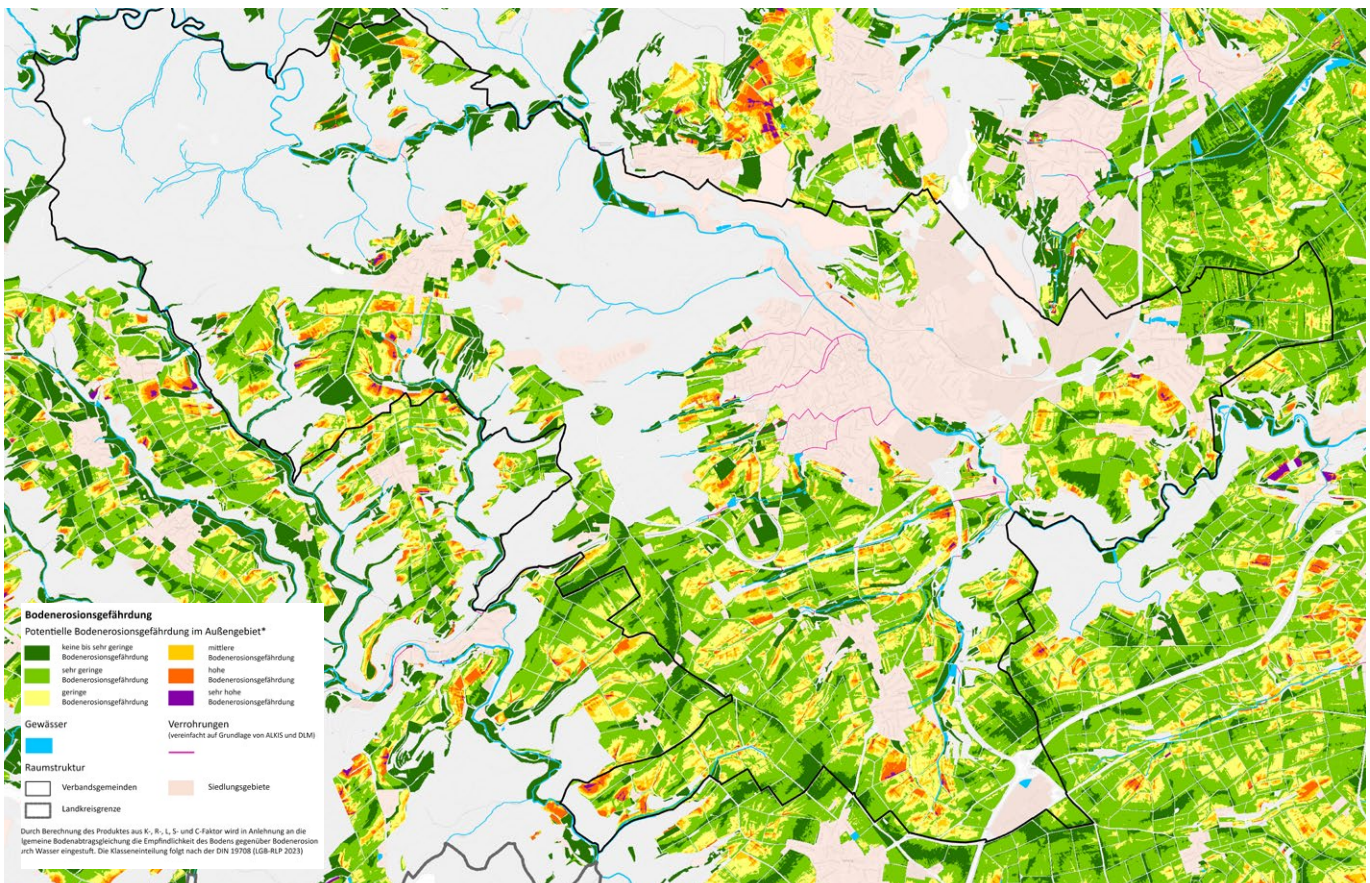 Bodenerosionsgefährdung
Potentielle Bodenerosionsgefährdung im Außengebiet*
keine bis sehr geringe
Bodenerosionsgefährdung
mittlere
Bodenerosionsgefährdung
sehr geringe
Bodenerosionsgefährdung
hohe
Bodenerosionsgefährdung
geringe
Bodenerosionsgefährdung
sehr hohe
Bodenerosionsgefährdung
Gewässer
Verrohrungen
(vereinfacht auf Grundlage von ALKIS und DLM)
Raumstruktur
Verbandsgemeinden
Siedlungsgebiete
Landkreisgrenze
Durch Berechnung des Produktes aus K-, R-, L, S- und C-Faktor wird in Anlehnung an die
lgemeine Bodenabtragsgleichung die Empfindlichkeit des Bodens gegenüber Bodenerosion
urch Wasser eingestuft. Die Klasseneinteilung folgt nach der DIN 19708 (LGB-RLP 2023)